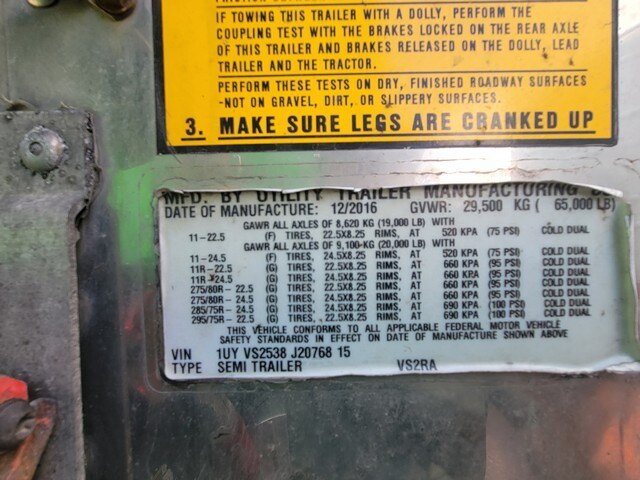 IF TOWING THIS TRAILER WITH A DOLLY, PERFORM THE
COUPLING TEST WITH THE BRAKES LOCKED ON THE REAR AXLE
OF THIS TRAILER AND BRAKES RELEASED ON THE DOLLY, LEAD
TRAILER AND THE TRACTOR.
PERFORM THESE TESTS ON DRY, FINISHED ROADWAY SURFACES
-NOT ON GRAVEL, DIRT, OR SLIPPERY SURFACES.
3. MAKE SURE LEGS ARE CRANKED UP
MFD. BY UTILITY TRAILER MANUFACTURING
DATE OF MANUFACTURE: 12/2016 GVWR: 29,500 KG ( 65,000 LB)
GAWR ALL AXLES OF 8,620 KG (19,000 LB) WITH
11-22.5 (F) TIRES, 22.5X8.25 RIMS, AT 520 KPA (75 PSI) COLD DUAL
GAWR ALL AXLES OF 9,100 KG (20,000 LB) WITH
11-24.5 (F) TIRES, 24.5X8.25 RIMS, AT 520 KPA (75 PSI) COLD DUAL
11R-22.5 (G) TIRES, 22.5X8.25 RIMS, AT 660 KPA (95 PSI) COLD DUAL
11R-24.5 (G) TIRES, 24.5X8.25 RIMS, AT 660 KPA (95 PSI) COLD DUAL
275/80R-22.5 (G) TIRES, 22.5X8.25 RIMS, AT 660 KPA (95 PSI) COLD DUAL
275/80R-24.5 (G) TIRES, 24.5X8.25 RIMS, AT 660 KPA (95 PSI) COLD DUAL
285/75R-24.5 (G) TIRES, 24.5X8.25 RIMS, AT 690 KPA (100 PSI) COLD DUAL
295/75R-22.5 (G) TIRES, 22.5X8.25 RIMS, AT 690 KPA (100 PSI) COLD DUAL
THIS VEHICLE CONFORMS TO ALL APPLICABLE FEDERAL MOTOR VEHICLE
SAFETY STANDARDS IN EFFECT ON DATE OF MANUFACTURE SHOWN ABOVE
VIN 1UY VS2538 J20768 15
TYPE SEMI TRAILER VS2RA